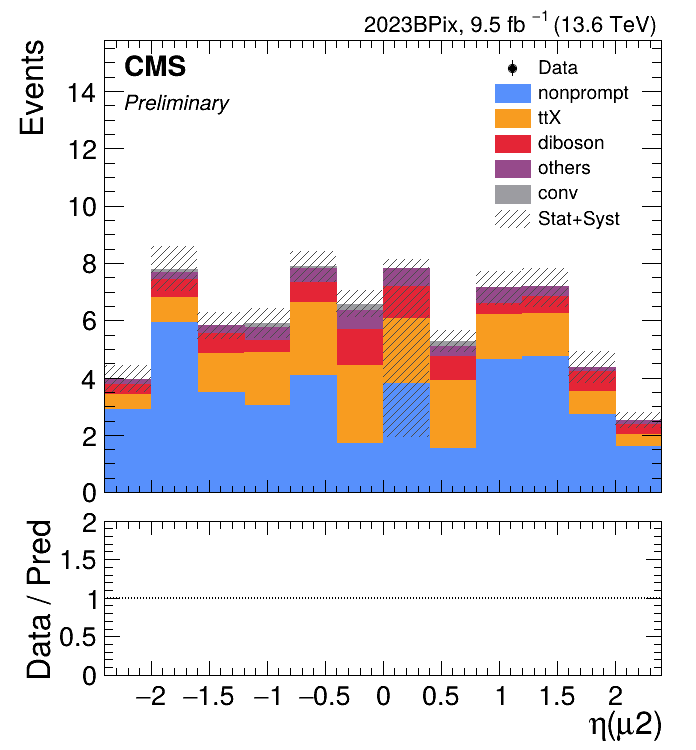 2023BPix, 9.5 fb⁻¹ (13.6 TeV)
CMS
Preliminary
Data
nonprompt
ttX
diboson
others
conv
Stat+Syst
Events
14
12
10
8
6
4
2
0
Data / Pred
2
1.5
1
0.5
0
−2 −1.5 −1 −0.5 0 0.5 1 1.5 2
η(μ2)